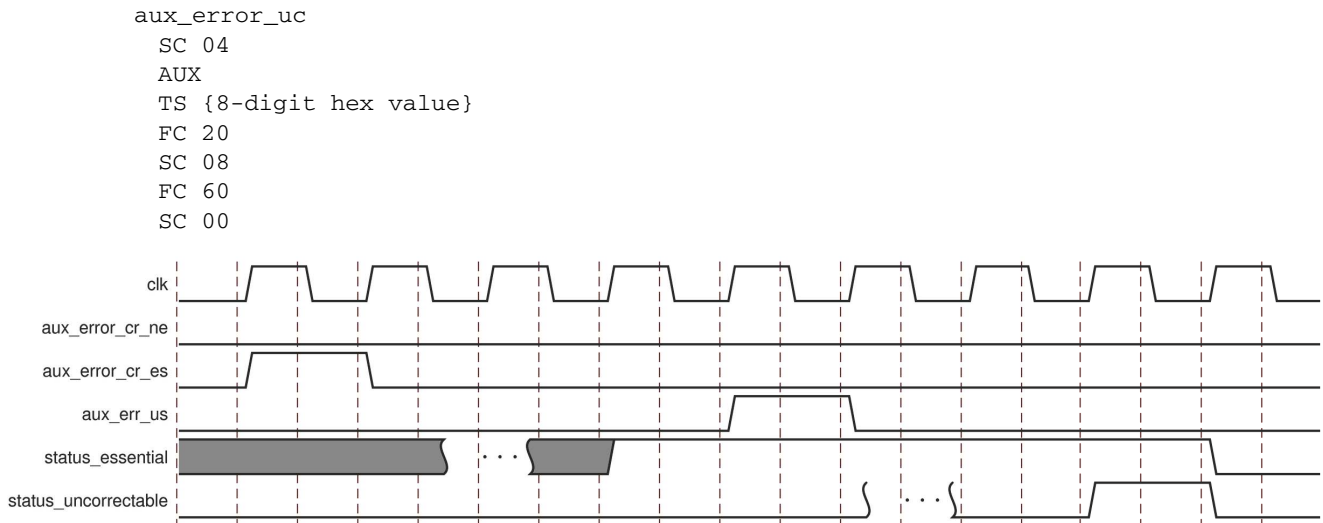 aux_error_uc
SC 04
AUX
TS {8-digit hex value}
FC 20
SC 08
FC 60
SC 00
clk
aux_error_cr_ne
aux_error_cr_es
aux_err_us
status_essential
. . .
status_uncorrectable
. . .